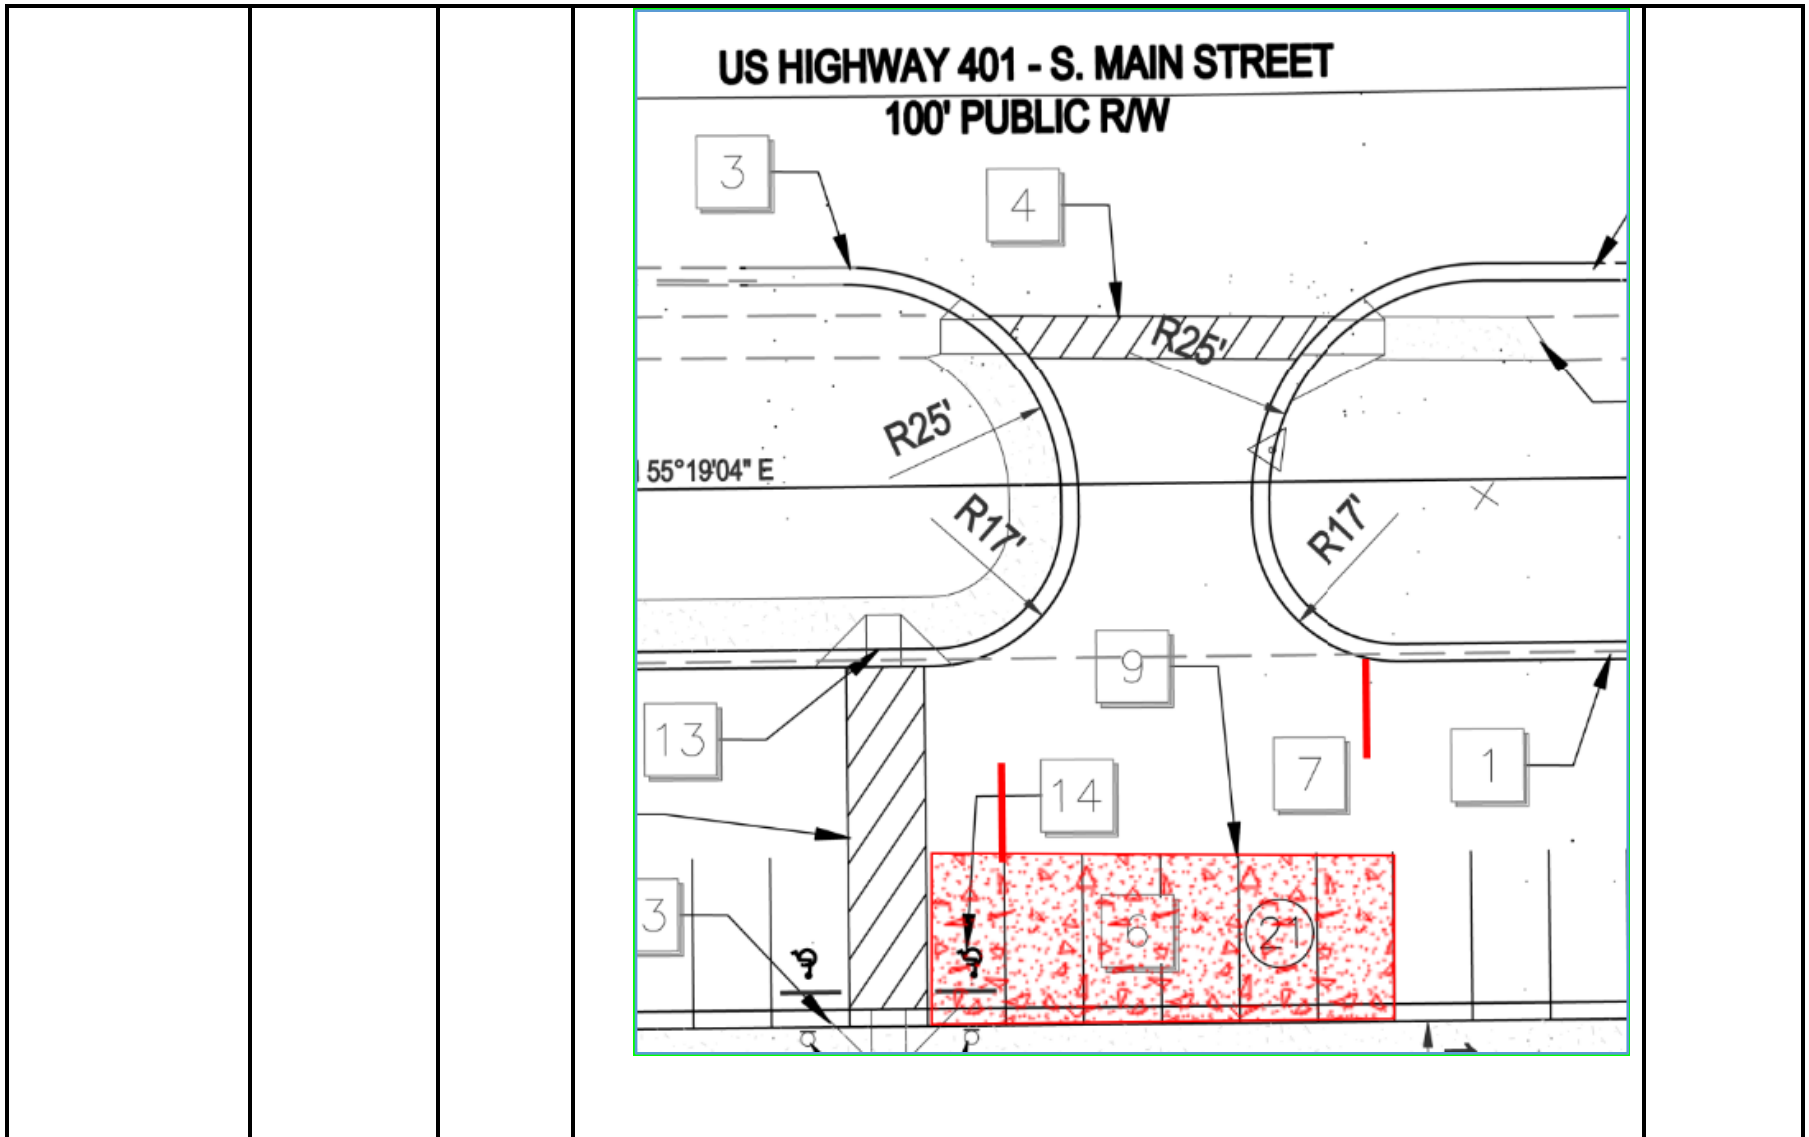 US HIGHWAY 401 - S. MAIN STREET
100' PUBLIC R/W
3
4
R25'
R25'
55°19'04" E
R17'
R17'
9
13
14
7
1
3
6
21